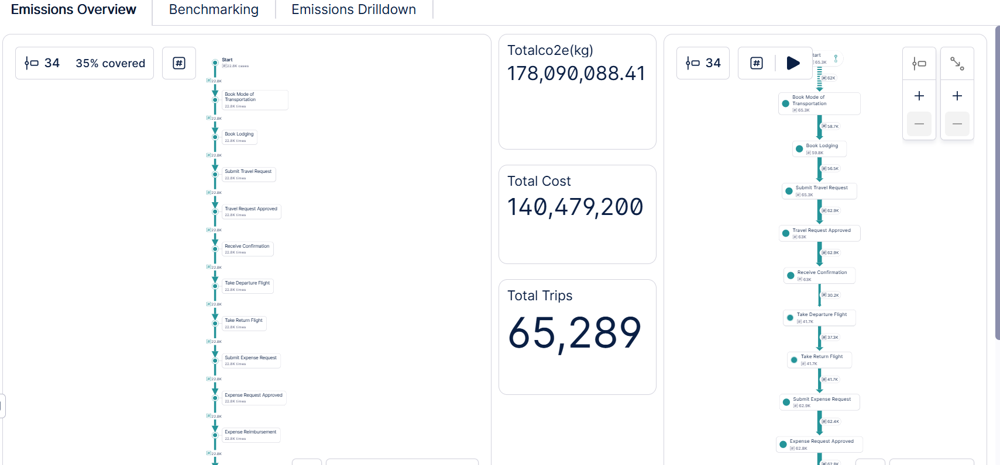 Emissions Overview
Benchmarking
Emissions Drilldown
34 35% covered
Start
[#]22.8K cases
[#]22.8K
Book Mode of
Transportation
22.8K times
[#]22.8K
Book Lodging
22.8K times
[#]22.8K
Submit Travel Request
22.8K times
[#]22.8K
Travel Request Approved
22.8K times
[#]22.8K
Receive Confirmation
22.8K times
[#]22.8K
Take Departure Flight
22.8K times
[#]22.8K
Take Return Flight
22.8K times
[#]22.8K
Submit Expense Request
22.8K times
[#]22.8K
Expense Request Approved
22.8K times
[#]22.8K
Expense Reimbursement
22.8K times
[#]22.8K
Totalco2e(kg)
178,090,088.41
Total Cost
140,479,200
Total Trips
65,289
34
tart
65.3K
[#] 62K
Book Mode of
Transportation
[#] 65.3K
[#] 58.7K
Book Lodging
[#] 59.8K
[#] 56.5K
Submit Travel Request
[#] 65.3K
[#] 62.9K
Travel Request Approved
[#] 63K
[#] 62.9K
Receive Confirmation
[#] 63K
[#] 30.2K
Take Departure Flight
[#] 41.7K
[#] 37.3K
Take Return Flight
[#] 41.7K
[#] 41.7K
Submit Expense Request
[#] 62.9K
[#] 62.4K
Expense Request Approved
[#] 62.8K
[#] 62.8K